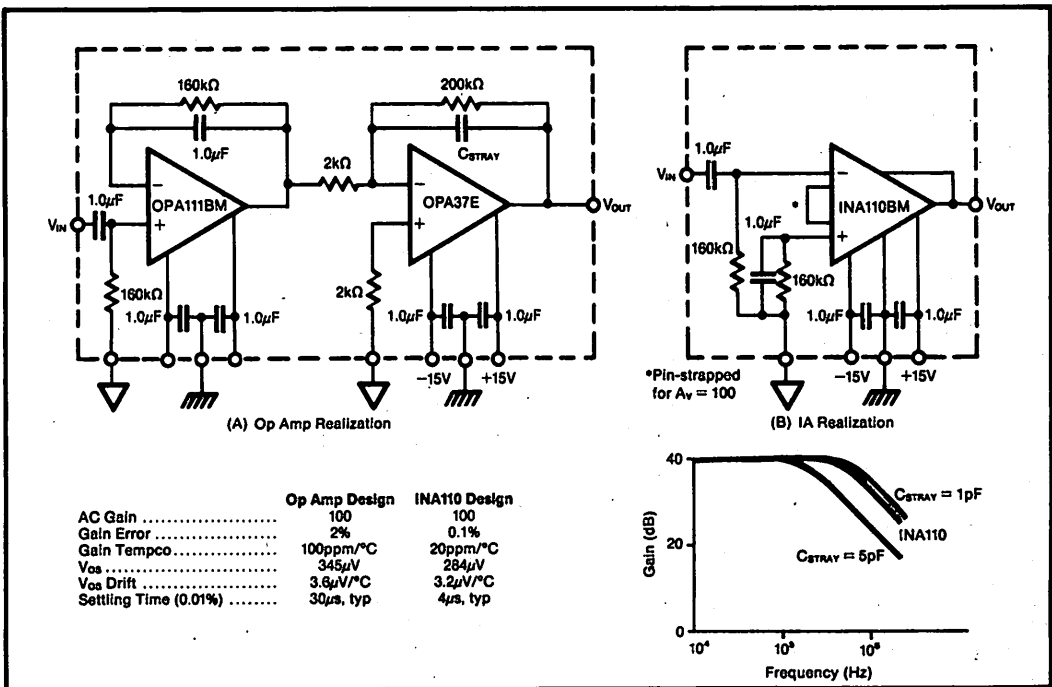 160kΩ
1.0µF
OPA111BM
−
+
VIN
1.0µF
160kΩ
1.0µF
1.0µF
200kΩ
CSTRAY
2kΩ
OPA37E
−
+
2kΩ
1.0µF
1.0µF
VOUT
−15V
+15V
(A) Op Amp Realization
1.0µF
VIN
−
*
INA110BM
+
VOUT
1.0µF
160kΩ
160kΩ
1.0µF
1.0µF
−15V
+15V
*Pin-strapped
for AV = 100
(B) IA Realization
Op Amp Design INA110 Design
AC Gain ........................ 100 100
Gain Error ..................... 2% 0.1%
Gain Tempco ................ 100ppm/°C 20ppm/°C
VOS .............................. 345µV 284µV
VOS Drift ...................... 3.6µV/°C 3.2µV/°C
Settling Time (0.01%) ........ 30µs, typ 4µs, typ
40
20
0
Gain (dB)
CSTRAY = 1pF
INA110
CSTRAY = 5pF
10⁴
Frequency (Hz)